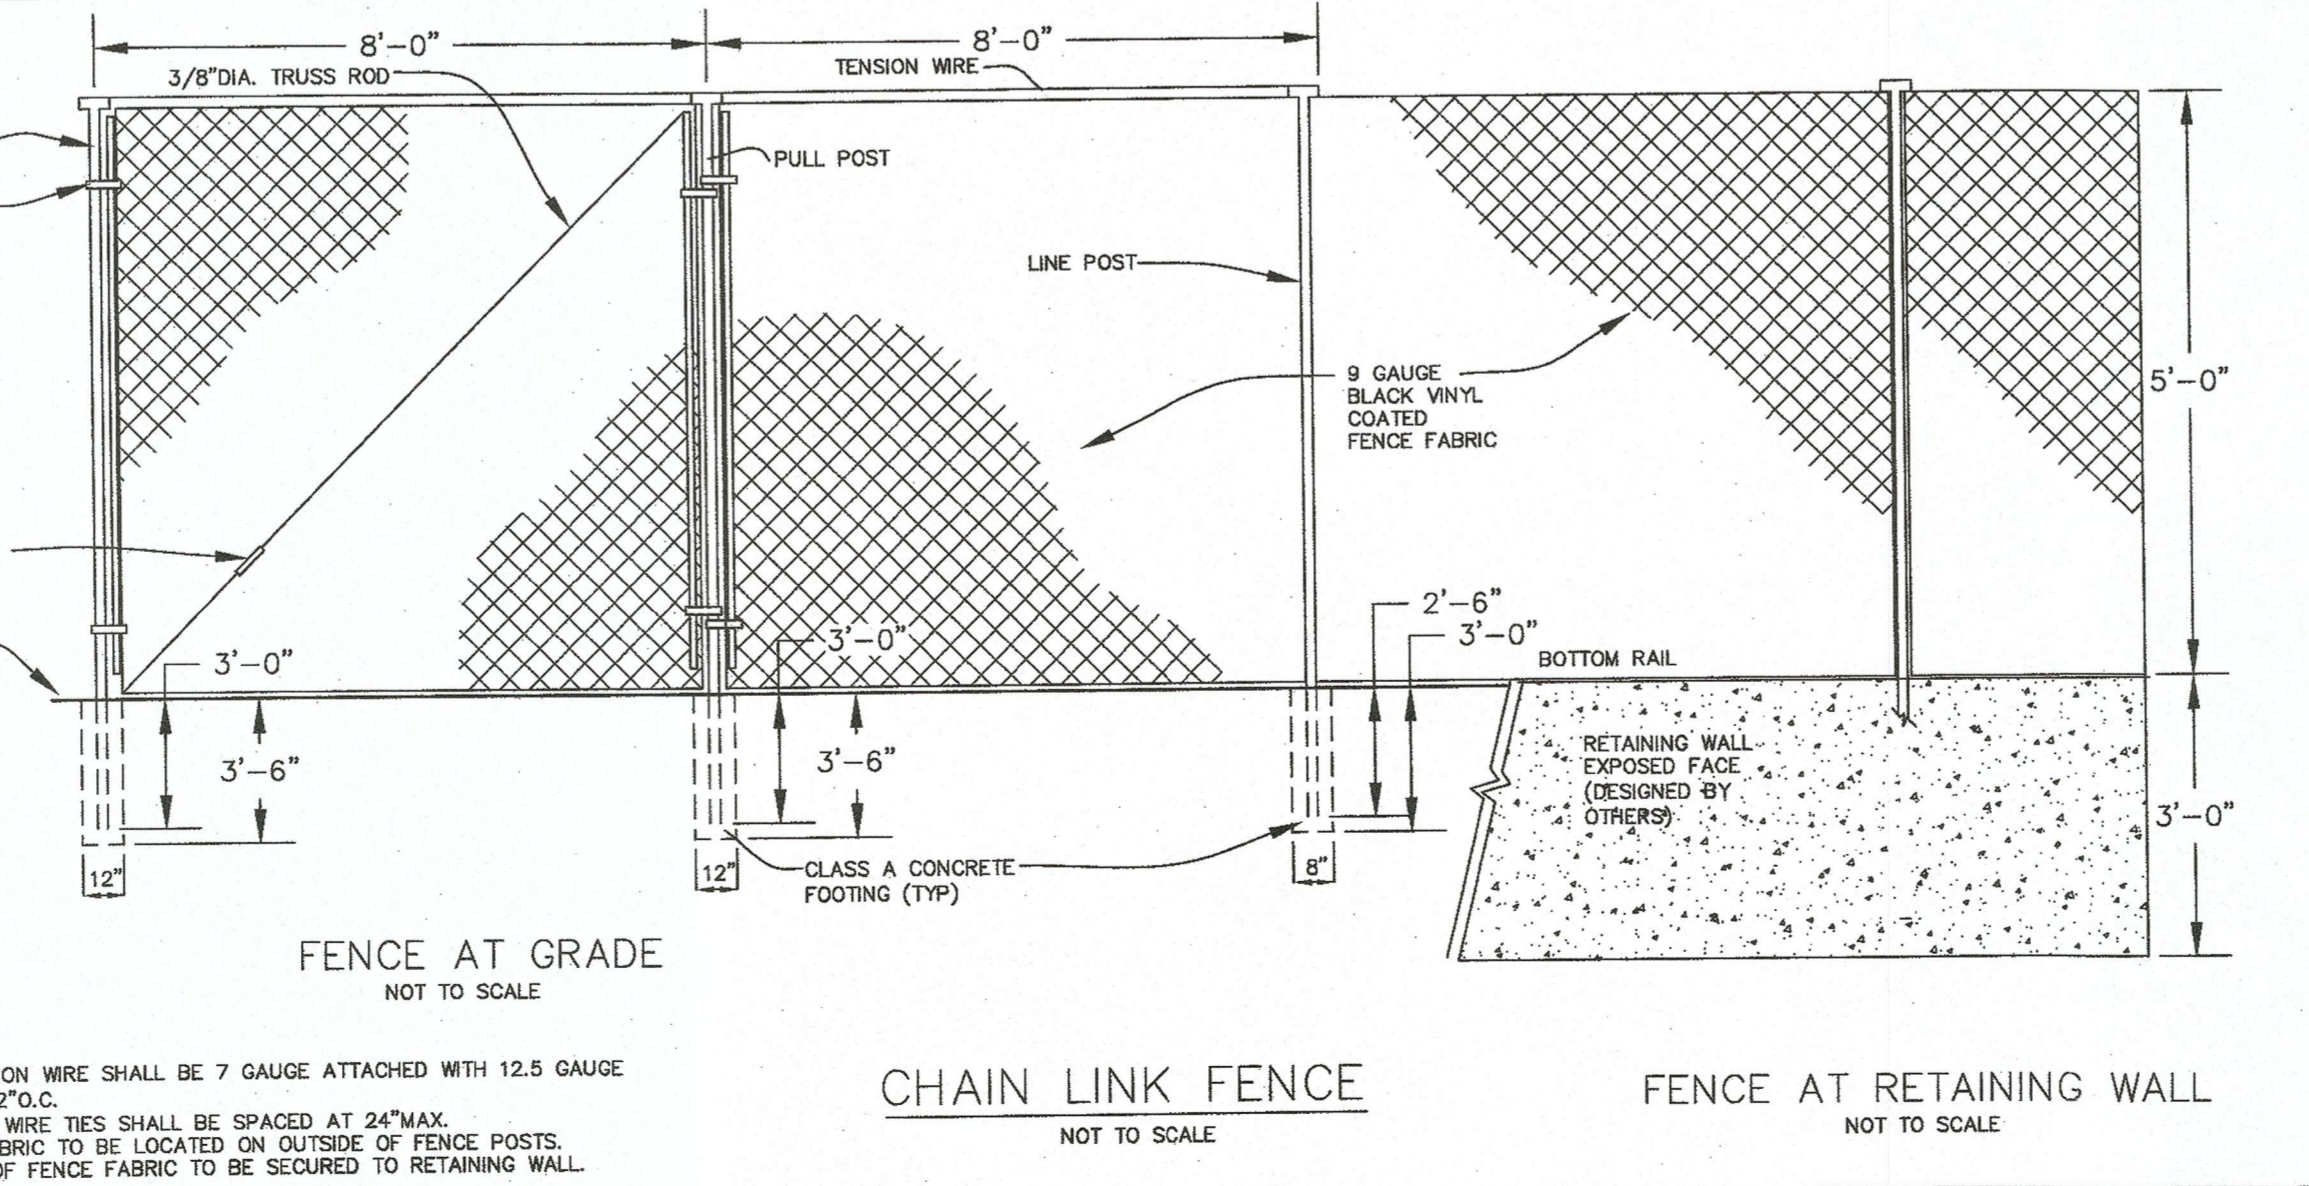 8'-0"
8'-0"
3/8"DIA. TRUSS ROD
TENSION WIRE
PULL POST
LINE POST
9 GAUGE
BLACK VINYL
COATED
FENCE FABRIC
5'-0"
2'-6"
3'-0"
3'-0"
3'-0"
BOTTOM RAIL
3'-6"
3'-6"
RETAINING WALL
EXPOSED FACE
(DESIGNED BY
OTHERS)
3'-0"
12"
12"
8"
CLASS A CONCRETE
FOOTING (TYP)
FENCE AT GRADE
NOT TO SCALE
ON WIRE SHALL BE 7 GAUGE ATTACHED WITH 12.5 GAUGE
2"O.C.
WIRE TIES SHALL BE SPACED AT 24"MAX.
BRIC TO BE LOCATED ON OUTSIDE OF FENCE POSTS.
OF FENCE FABRIC TO BE SECURED TO RETAINING WALL.
CHAIN LINK FENCE
NOT TO SCALE
FENCE AT RETAINING WALL
NOT TO SCALE